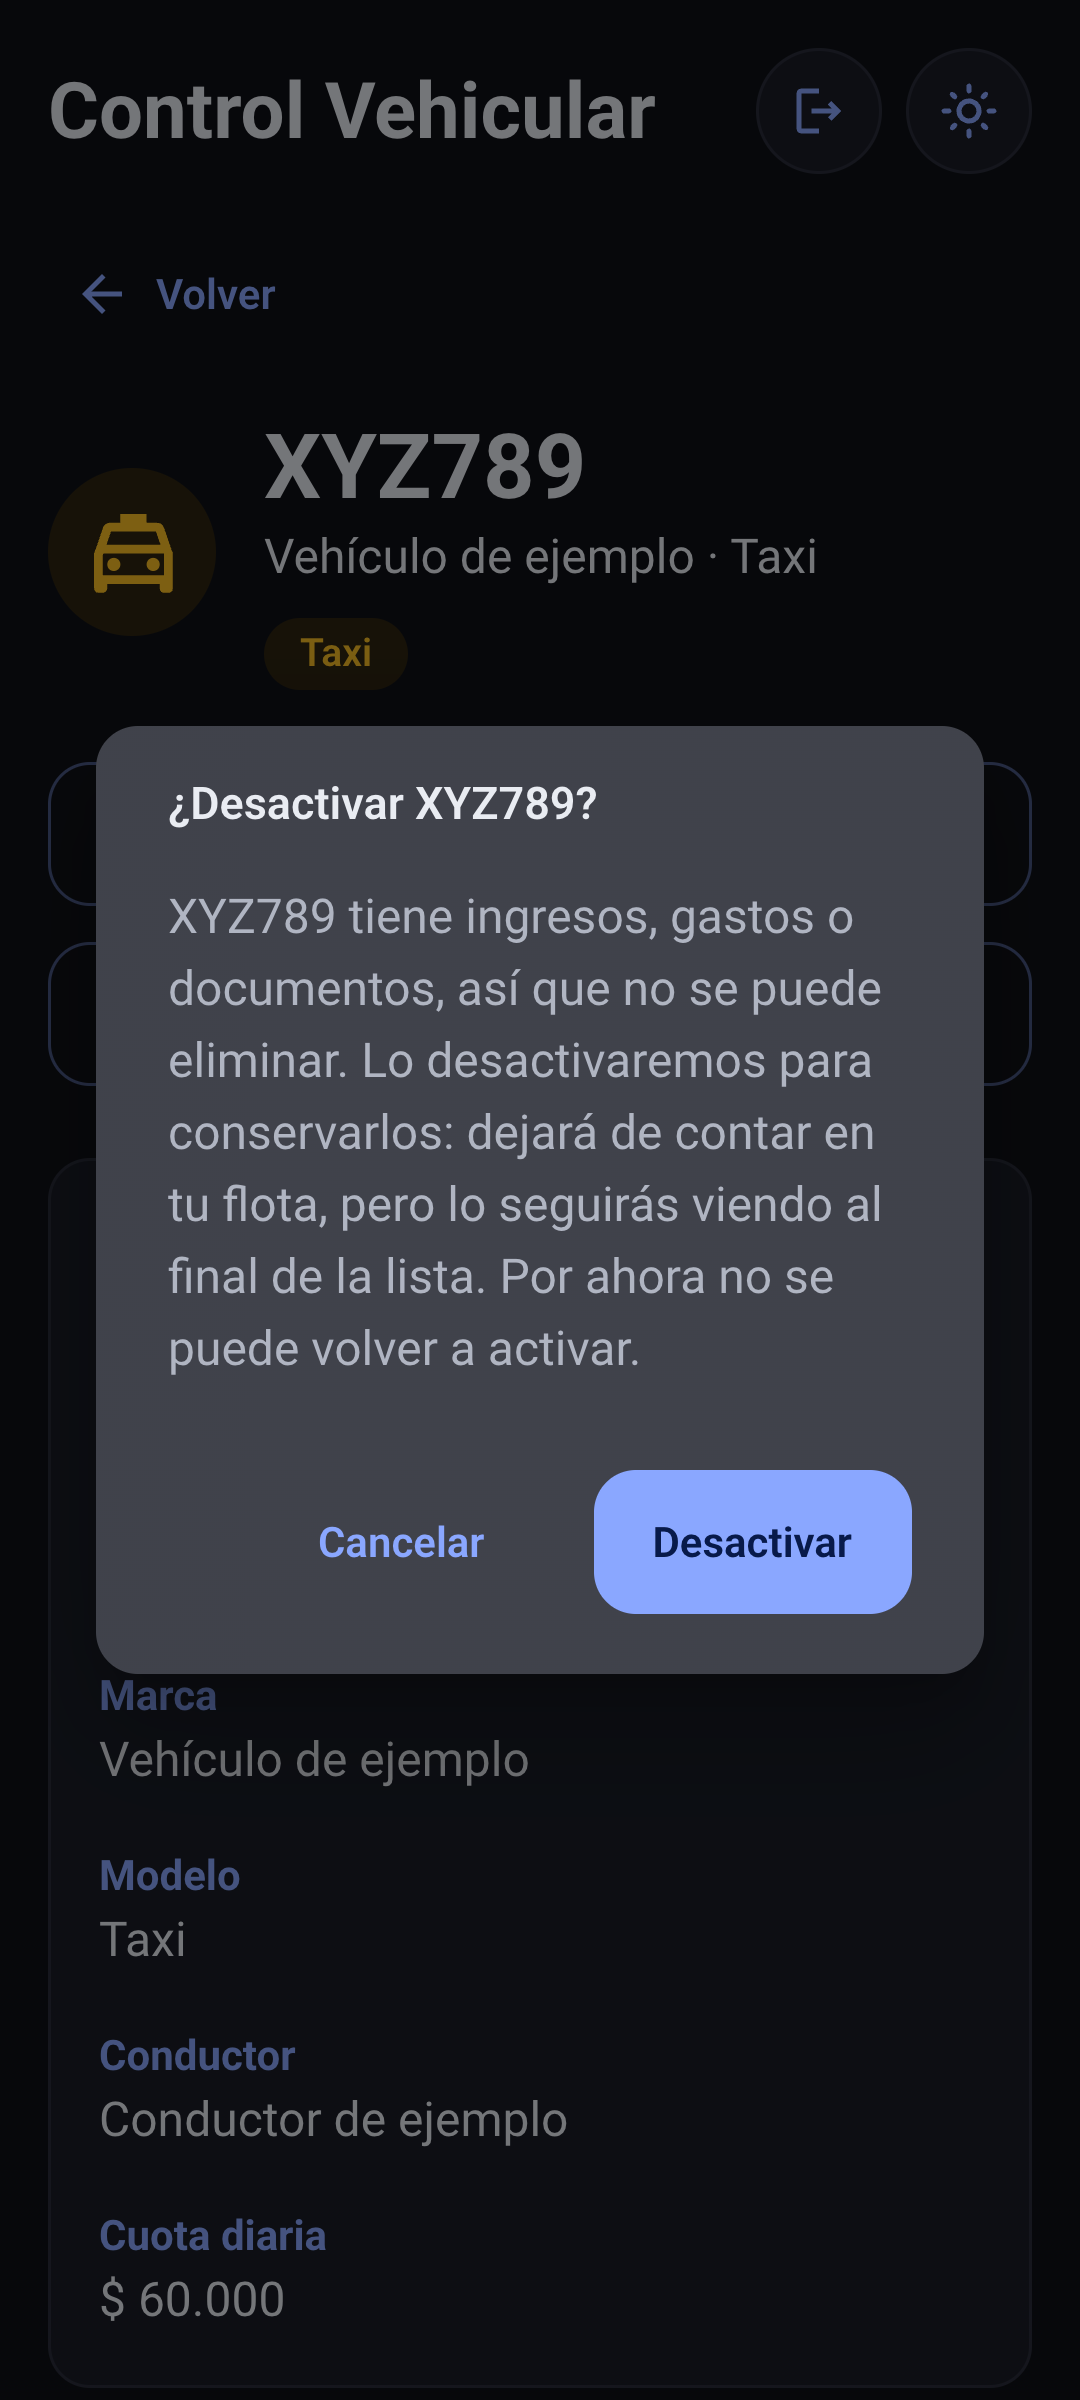 Control Vehicular
Volver
XYZ789
Vehículo de ejemplo · Taxi
Taxi
¿Desactivar XYZ789?
XYZ789 tiene ingresos, gastos o
documentos, así que no se puede
eliminar. Lo desactivaremos para
conservarlos: dejará de contar en
tu flota, pero lo seguirás viendo al
final de la lista. Por ahora no se
puede volver a activar.
Cancelar
Desactivar
Marca
Vehículo de ejemplo
Modelo
Taxi
Conductor
Conductor de ejemplo
Cuota diaria
$ 60.000